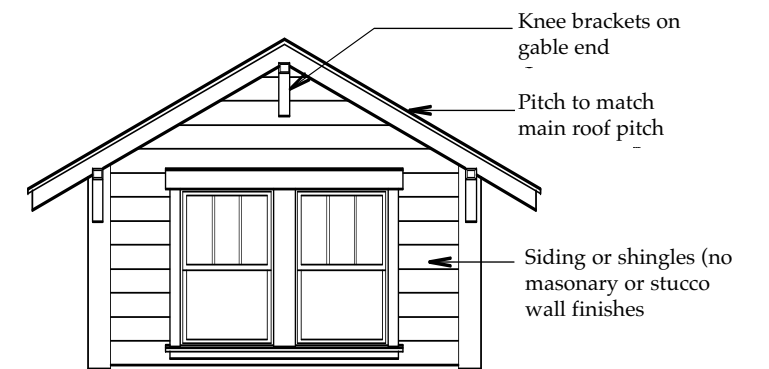 Knee brackets on
gable end
Pitch to match
main roof pitch
Siding or shingles (no
masonary or stucco
wall finishes